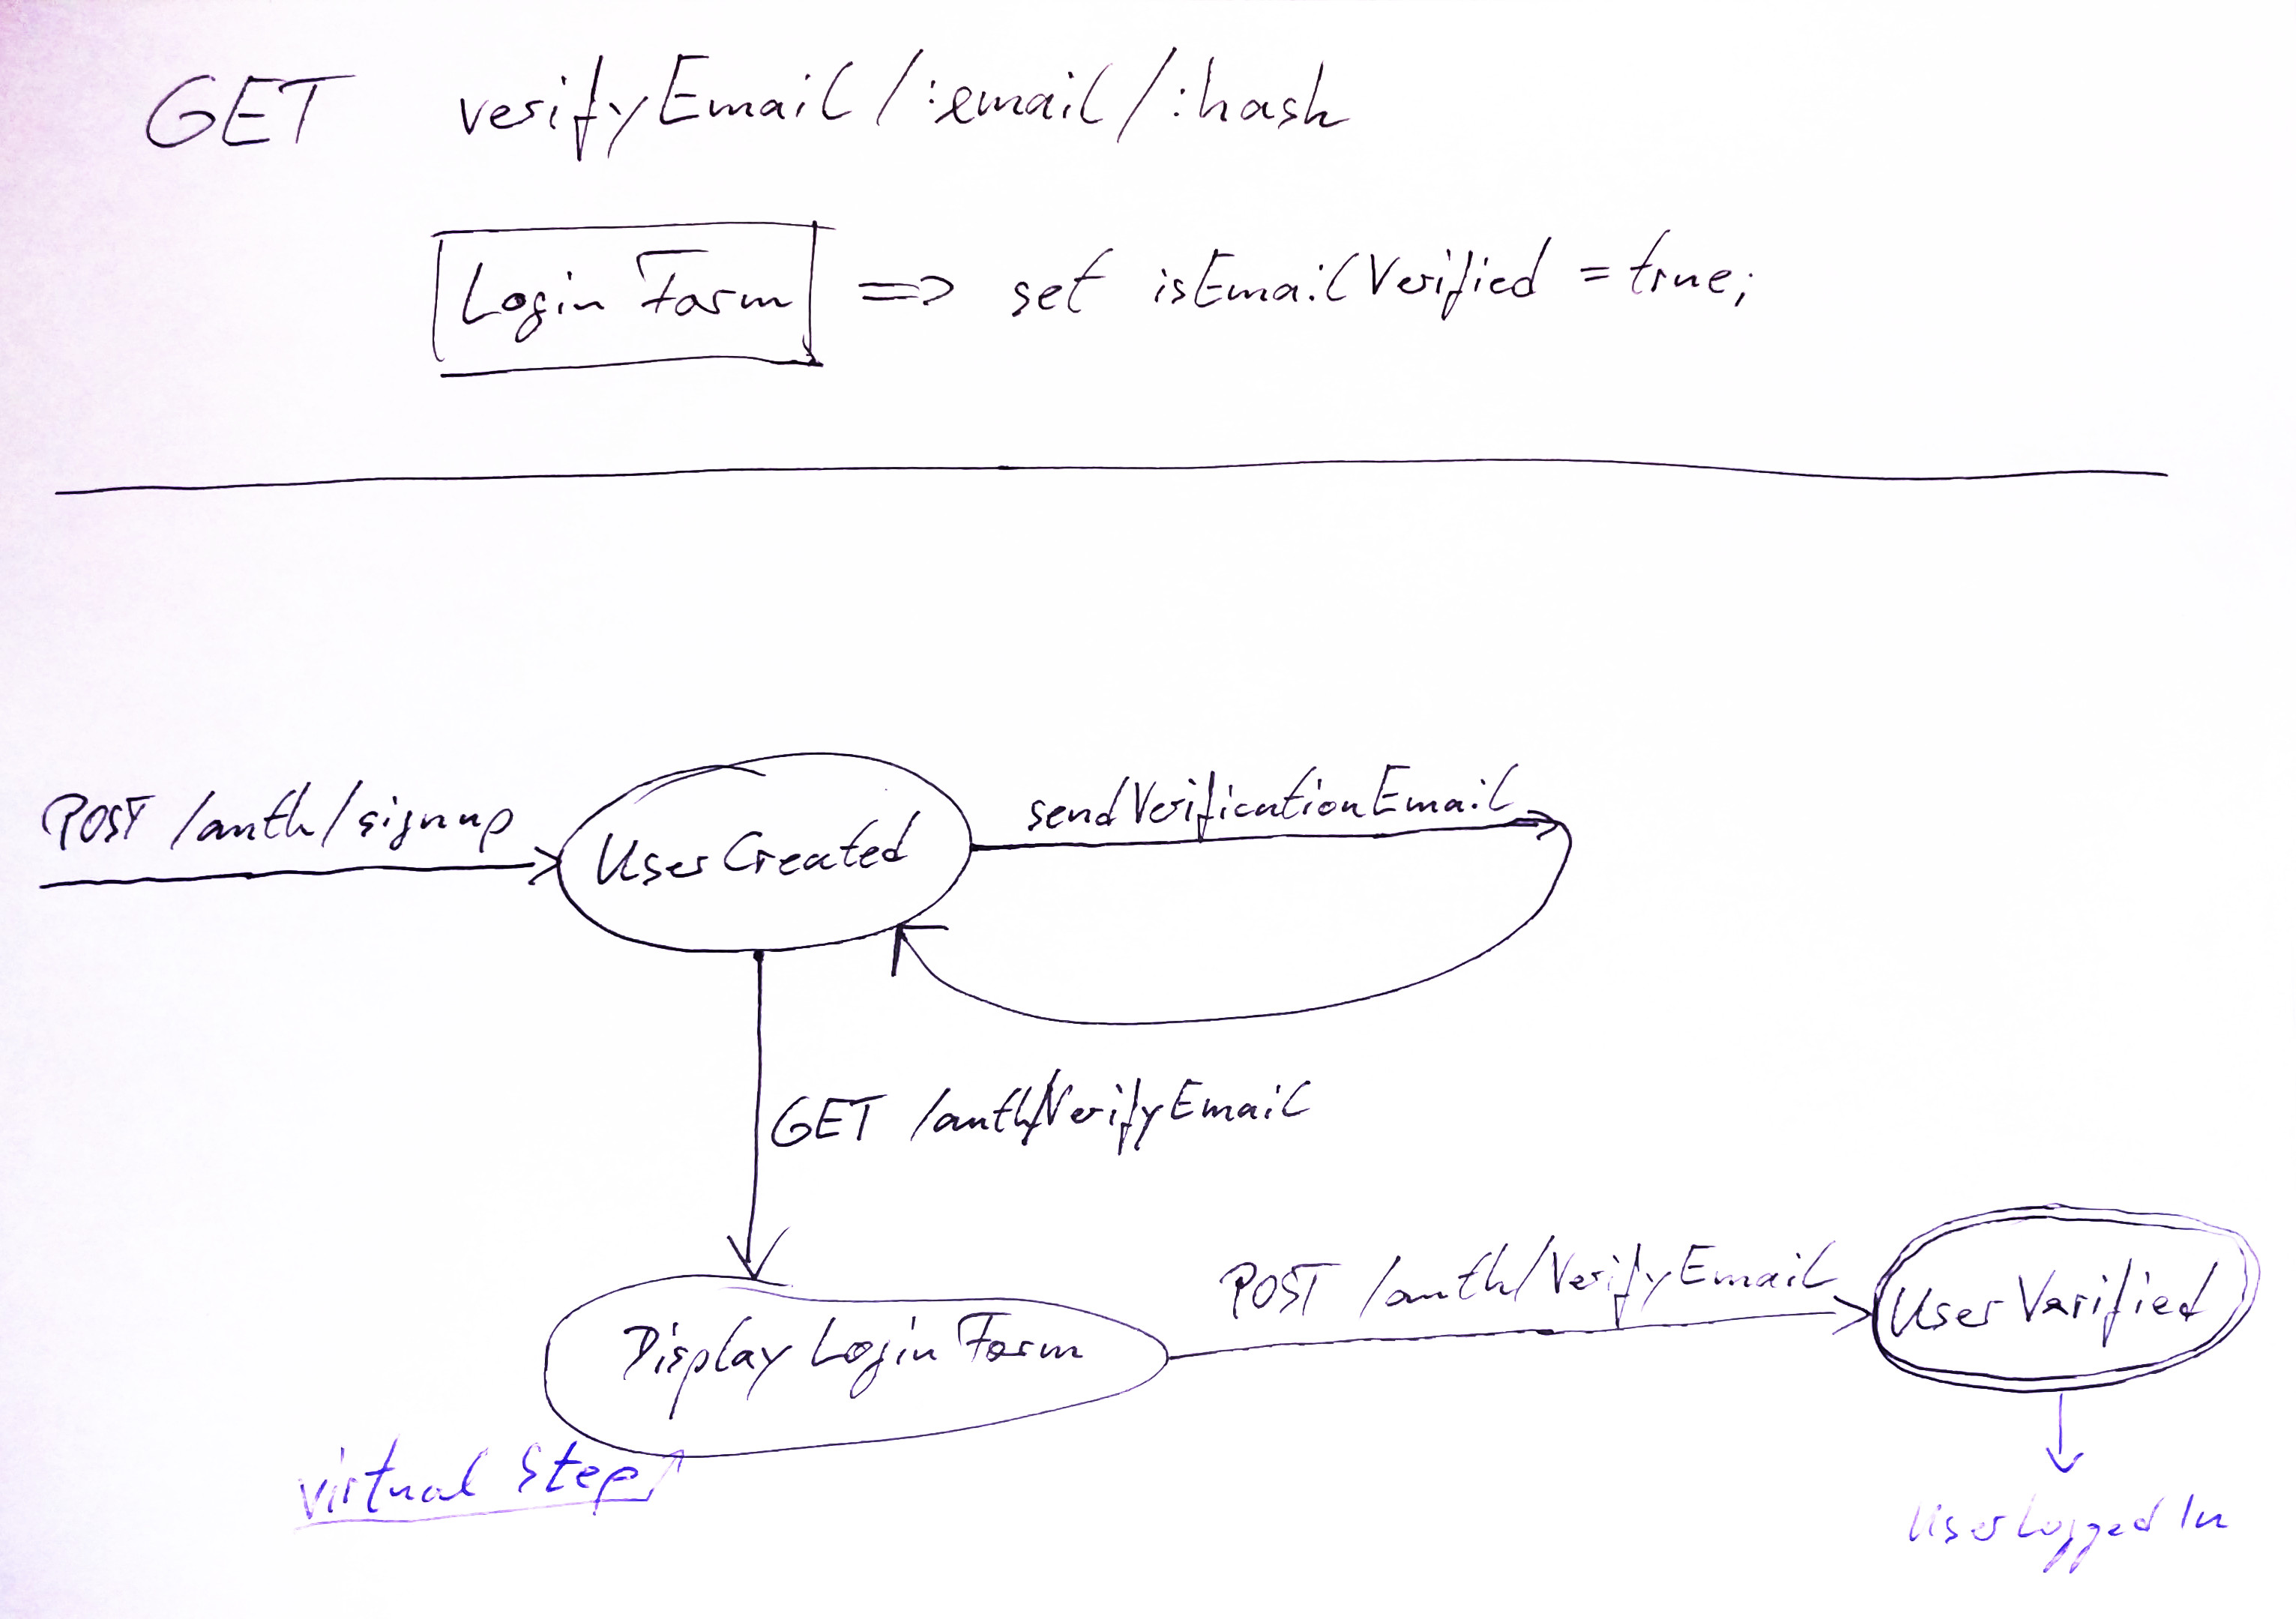 GET verifyEmail/:email/:hash
Login Form => set isEmailVerified = true;
POST /auth/signup
User Created
sendVerificationEmail
GET /auth/VerifyEmail
Display Login Form
POST /auth/VerifyEmail
User Varified
virtual Step
User Logged In